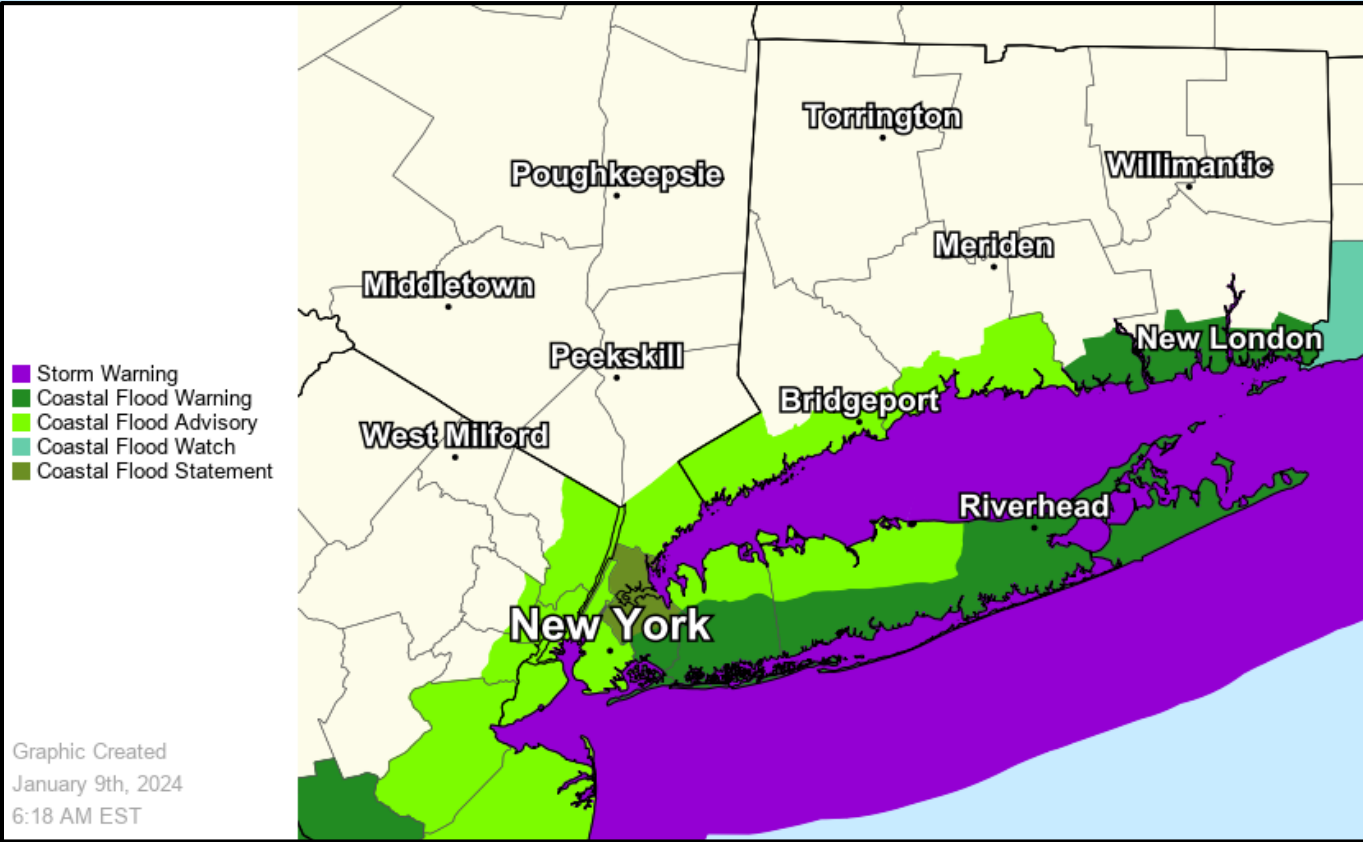 Torrington
Poughkeepsie
Willimantic
Meriden
Middletown
New London
Peekskill
Storm Warning
Coastal Flood Warning
Bridgeport
Coastal Flood Advisory
West Milford
Coastal Flood Watch
Coastal Flood Statement
Riverhead
New York
Graphic Created
January 9th, 2024
6:18 AM EST